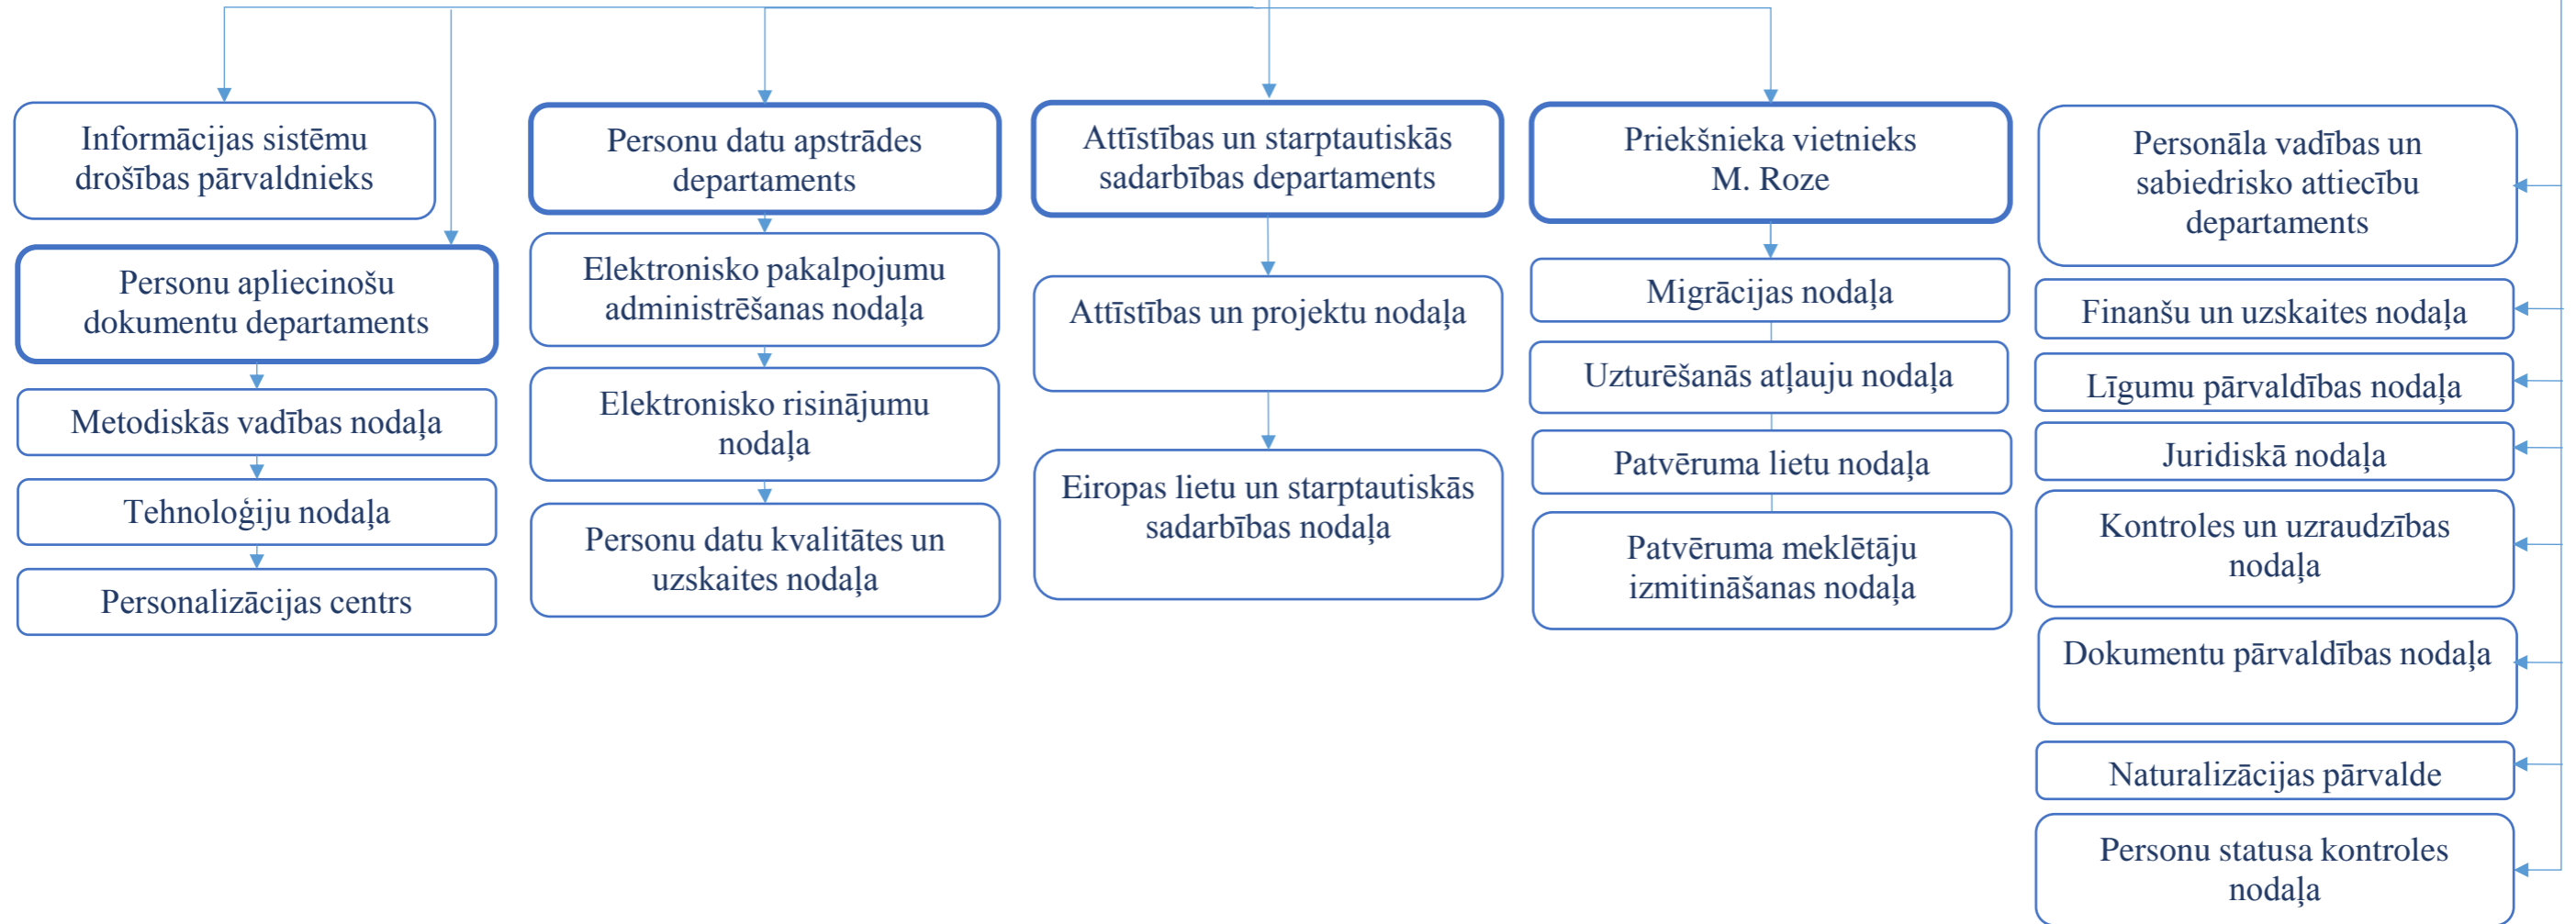 Informācijas sistēmu
drošības pārvaldnieks
Personu apliecinošu
dokumentu departaments
Metodiskās vadības nodaļa
Tehnoloģiju nodaļa
Personalizācijas centrs
Personu datu apstrādes
departaments
Elektronisko pakalpojumu
administrēšanas nodaļa
Elektronisko risinājumu
nodaļa
Personu datu kvalitātes un
uzskaites nodaļa
Attīstības un starptautiskās
sadarbības departaments
Attīstības un projektu nodaļa
Eiropas lietu un starptautiskās
sadarbības nodaļa
Priekšnieka vietnieks
M. Roze
Migrācijas nodaļa
Uzturēšanās atļauju nodaļa
Patvēruma lietu nodaļa
Patvēruma meklētāju
izmitināšanas nodaļa
Personāla vadības un
sabiedrisko attiecību
departaments
Finanšu un uzskaites nodaļa
Līgumu pārvaldības nodaļa
Juridiskā nodaļa
Kontroles un uzraudzības
nodaļa
Dokumentu pārvaldības nodaļa
Naturalizācijas pārvalde
Personu statusa kontroles
nodaļa